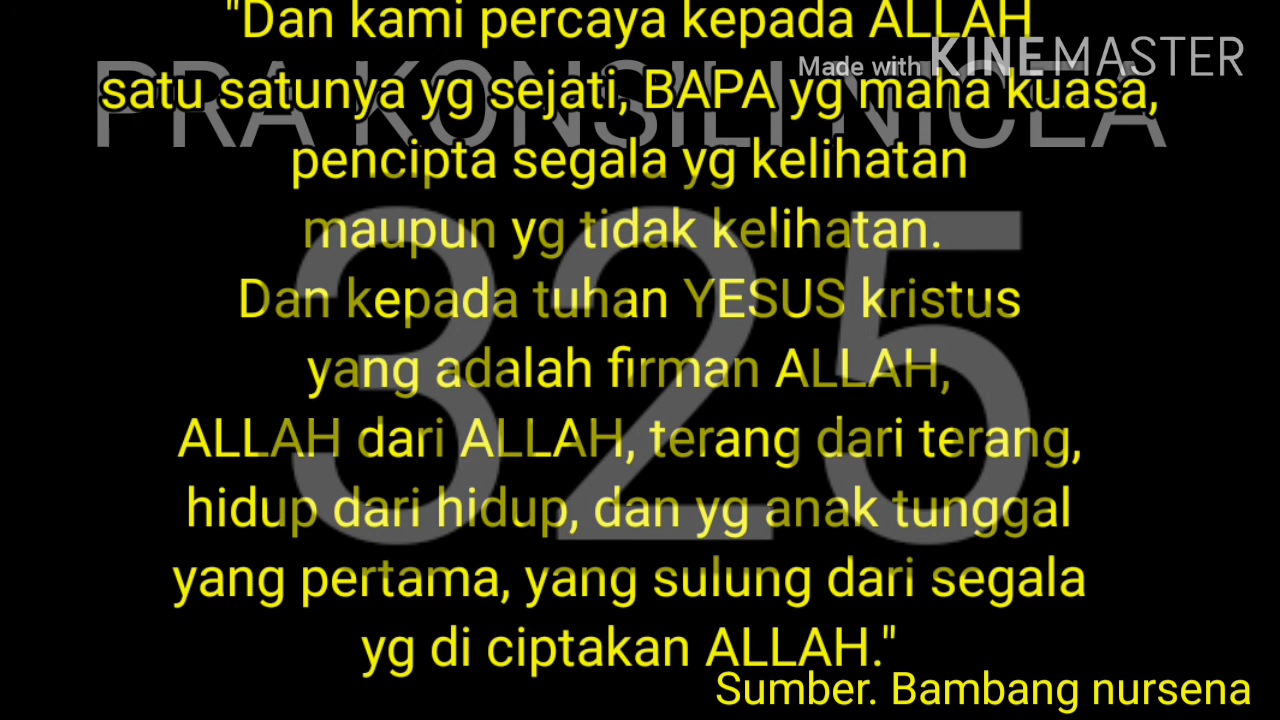 "Dan kami percaya kepada ALLAH
Made with KINEMASTER
PRA KONSILI NICEA
satu satunya yg sejati, BAPA yg maha kuasa,
pencipta segala yg kelihatan
maupun yg tidak kelihatan.
325
Dan kepada tuhan YESUS kristus
yang adalah firman ALLAH,
ALLAH dari ALLAH, terang dari terang,
hidup dari hidup, dan yg anak tunggal
yang pertama, yang sulung dari segala
yg di ciptakan ALLAH."
Sumber. Bambang nursena